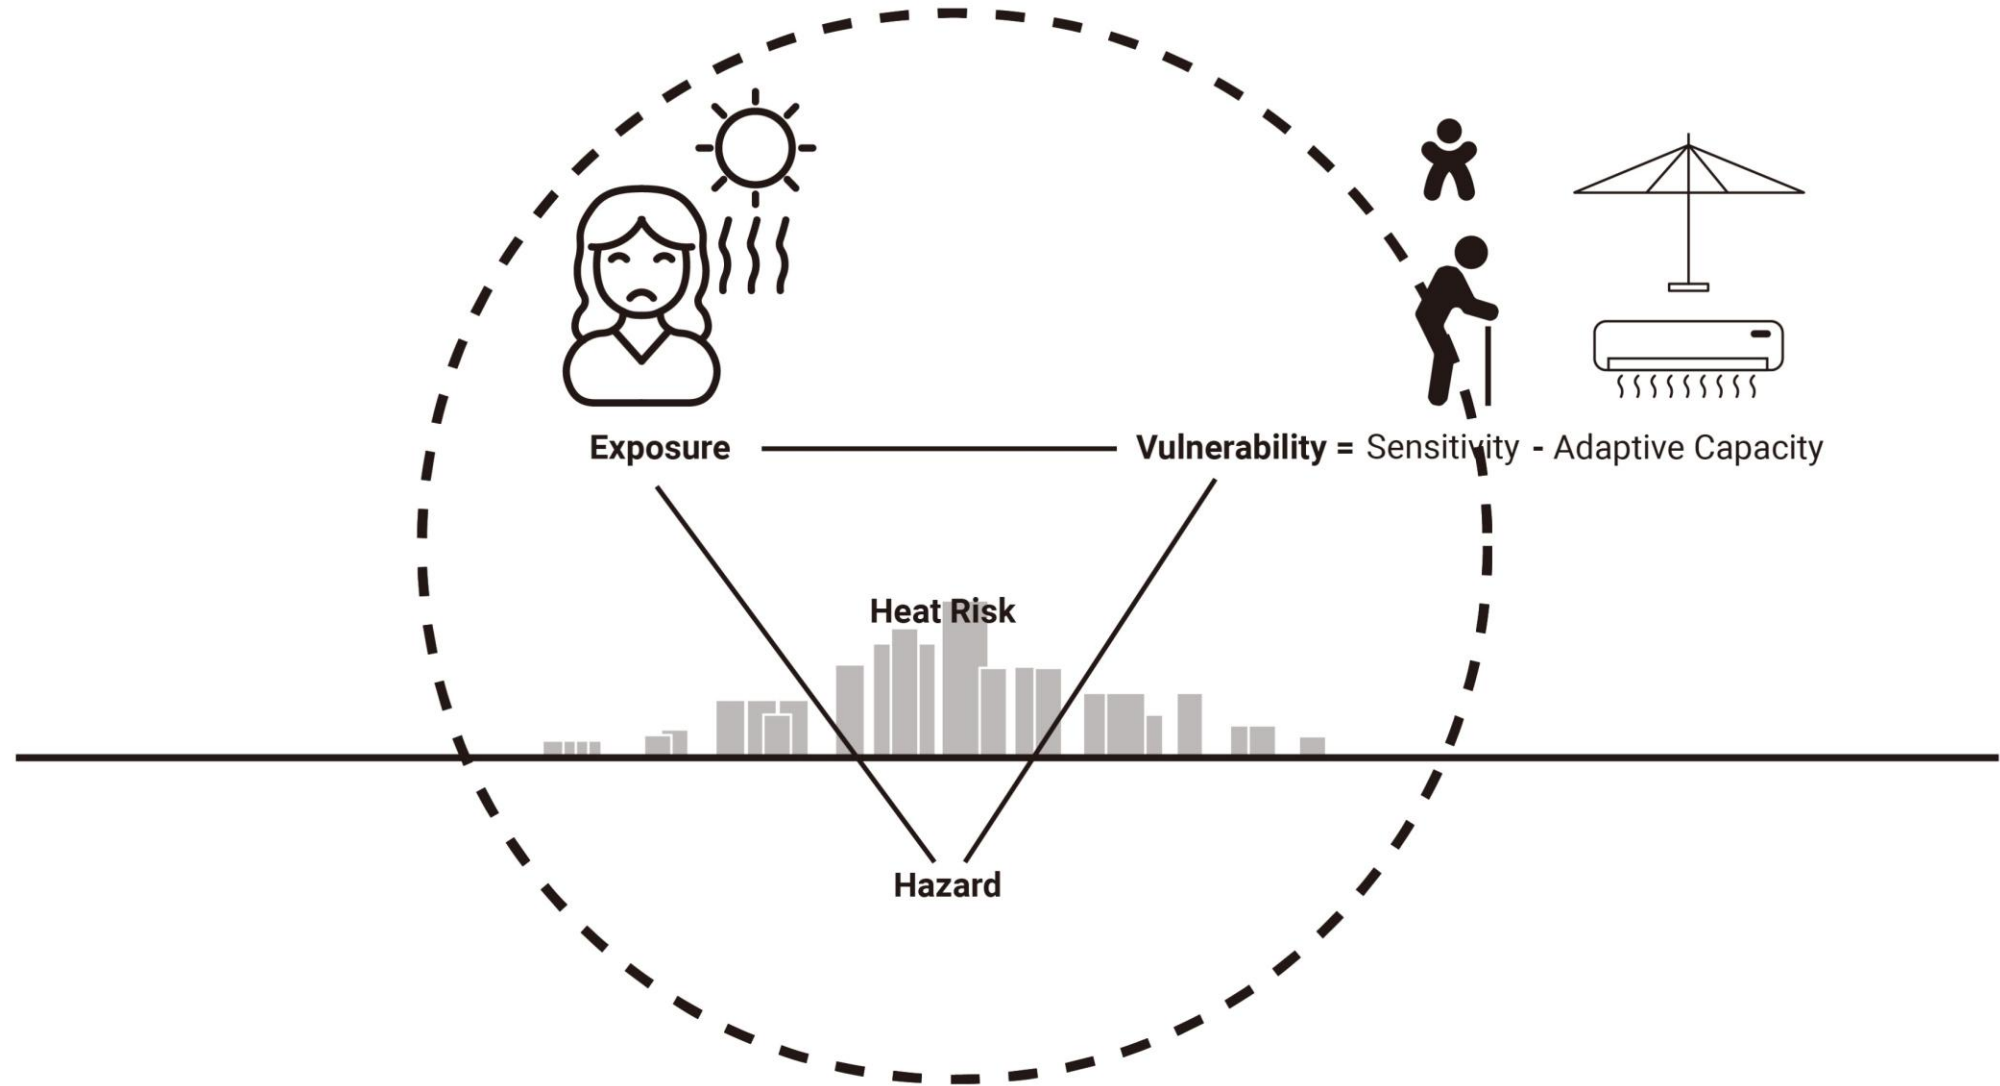 Exposure
Vulnerability = Sensitivity - Adaptive Capacity
Heat Risk
Hazard